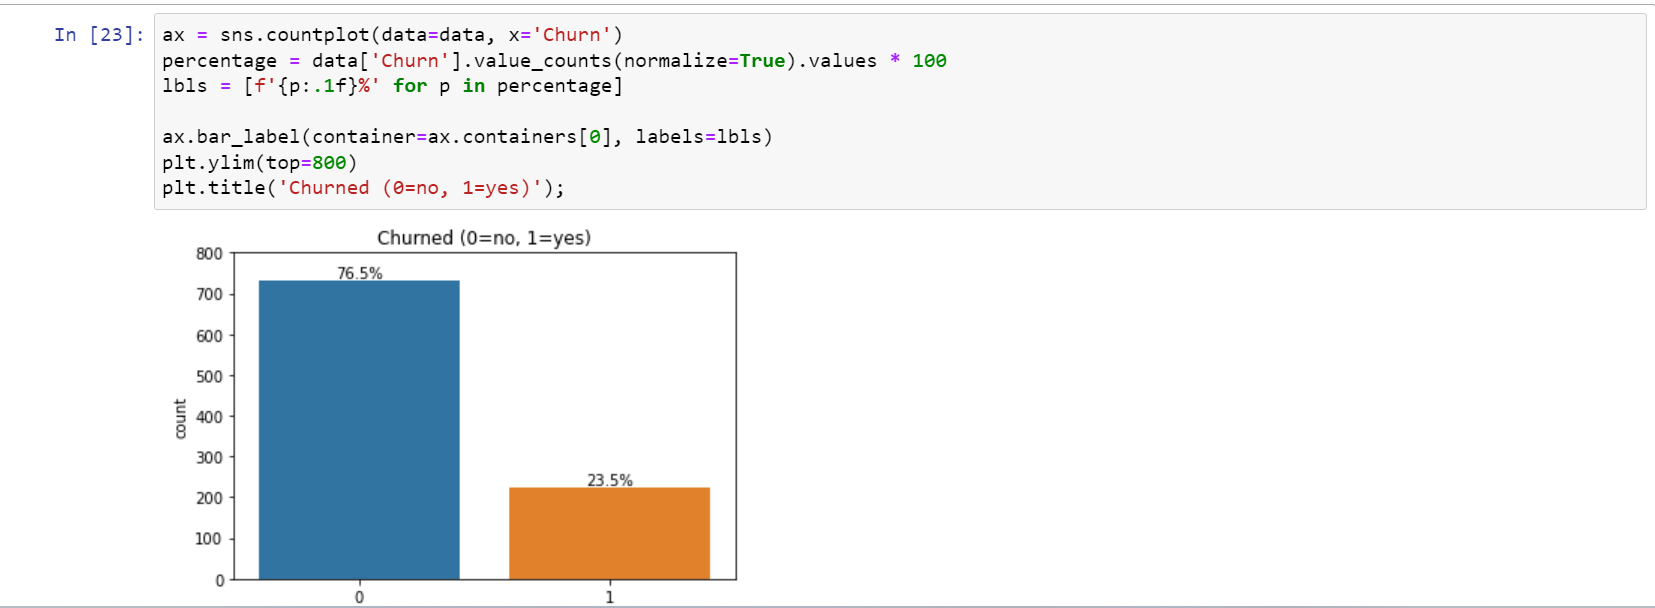 In [23]: ax = sns.countplot(data=data, x='Churn')
percentage = data['Churn'].value_counts(normalize=True).values * 100
lbls = [f'{p:.1f}%' for p in percentage]
ax.bar_label(container=ax.containers[0], labels=lbls)
plt.ylim(top=800)
plt.title('Churned (0=no, 1=yes)');
Churned (0=no, 1=yes)
800
76.5%
700
600
500
400
count
300
23.5%
200
100
0
0 1